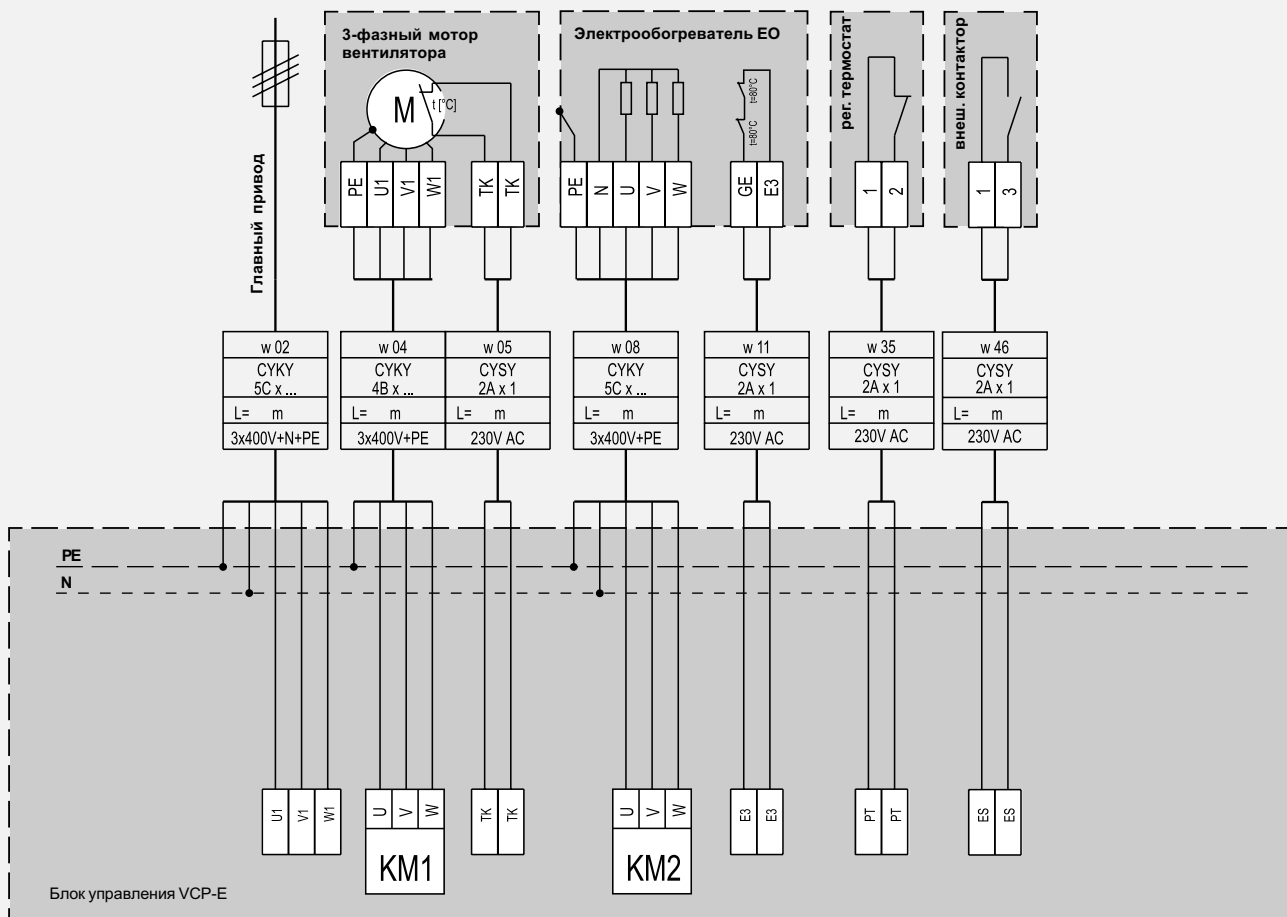 3-фазный мотор
вентилятора
Электрообогреватель ЕО
рег. термостат
внеш. контактор
Главный привод
M
t [°C]
t=80°C
t=80°C
PE
U1
V1
W1
TK
TK
PE
N
U
V
W
GE
E3
1
2
1
3
w 02
CYKY
5C x ...
L= m
3x400V+N+PE
w 04
CYKY
4B x ...
L= m
3x400V+PE
w 05
CYSY
2A x 1
L= m
230V AC
w 08
CYKY
5C x ...
L= m
3x400V+PE
w 11
CYSY
2A x 1
L= m
230V AC
w 35
CYSY
2A x 1
L= m
230V AC
w 46
CYSY
2A x 1
L= m
230V AC
PE
N
U1
V1
W1
U
V
W
KM1
TK
TK
U
V
W
KM2
E3
E3
PT
PT
ES
ES
Блок управления VCP-E